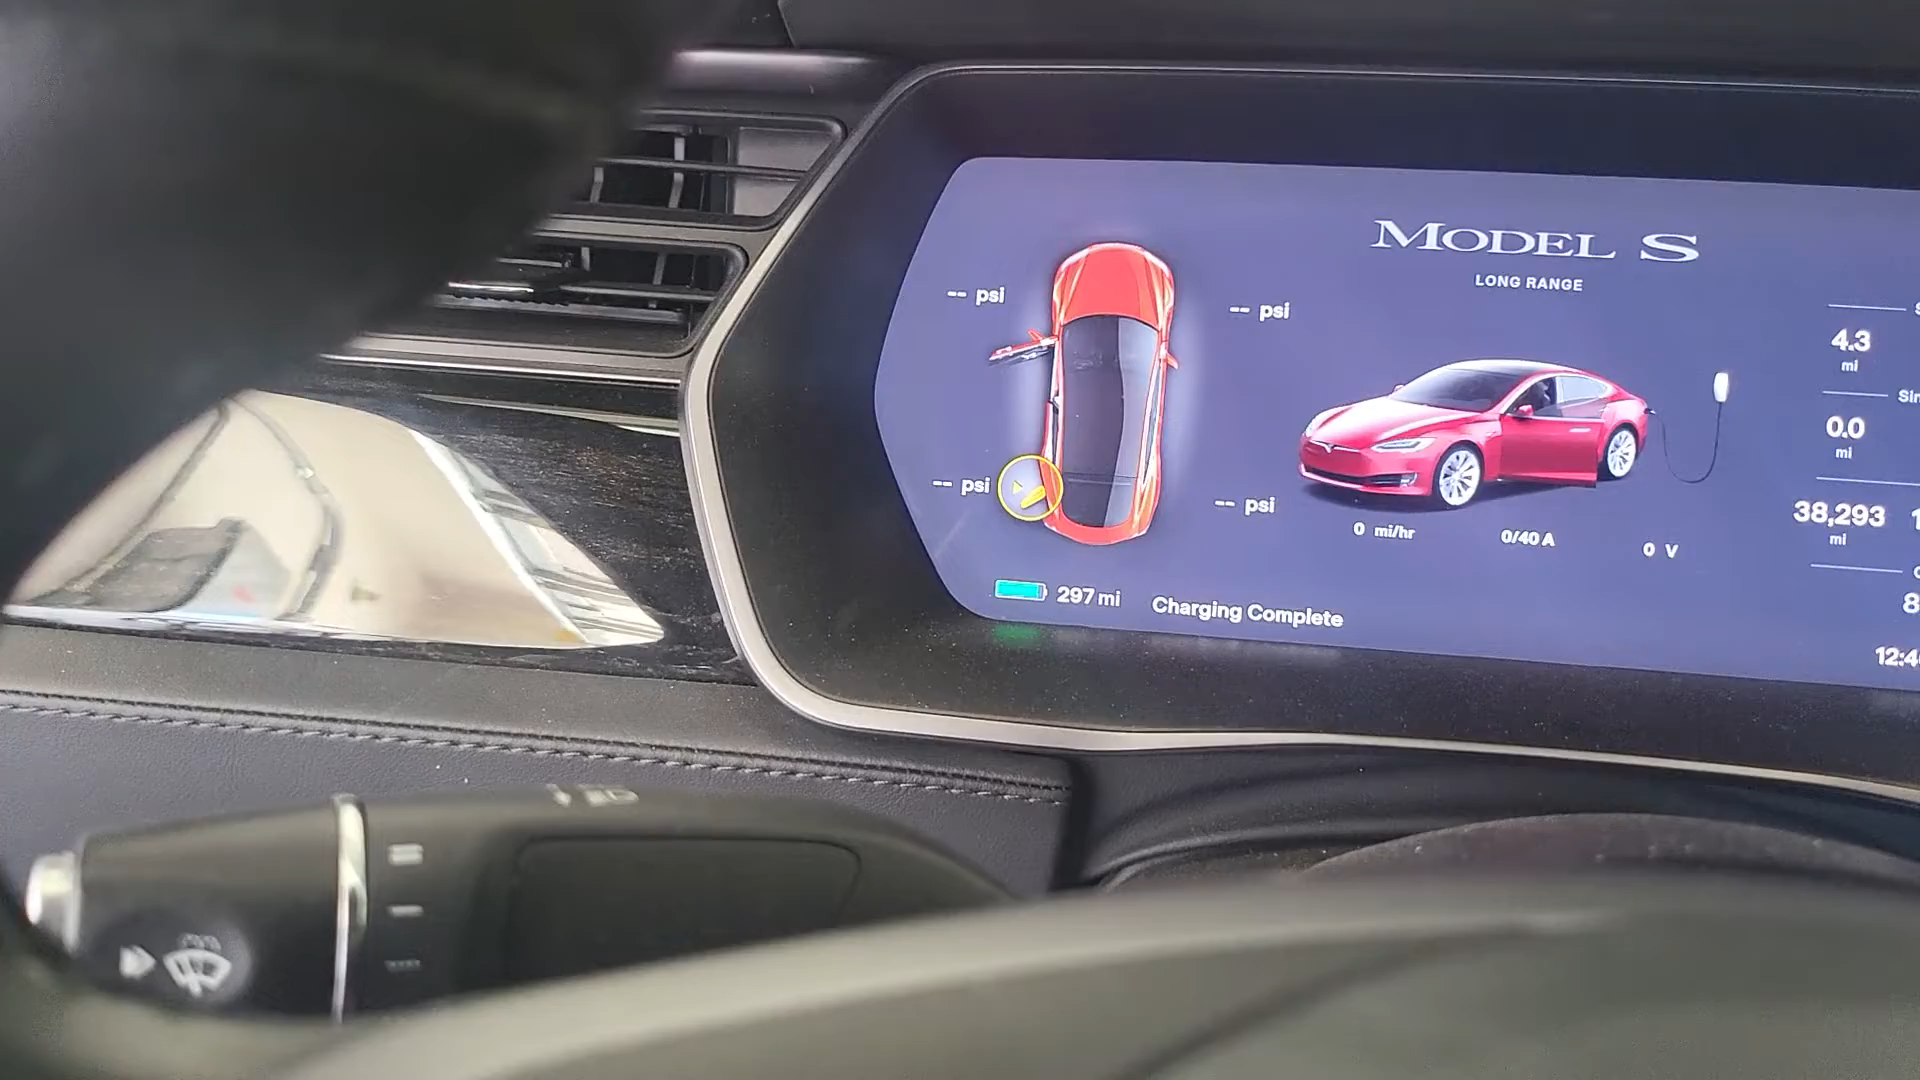 MODEL S
LONG RANGE
-- psi
-- psi
-- psi
-- psi
4.3
mi
0.0
mi
38,293
mi
0 mi/hr
0/40 A
0 V
297 mi
Charging Complete